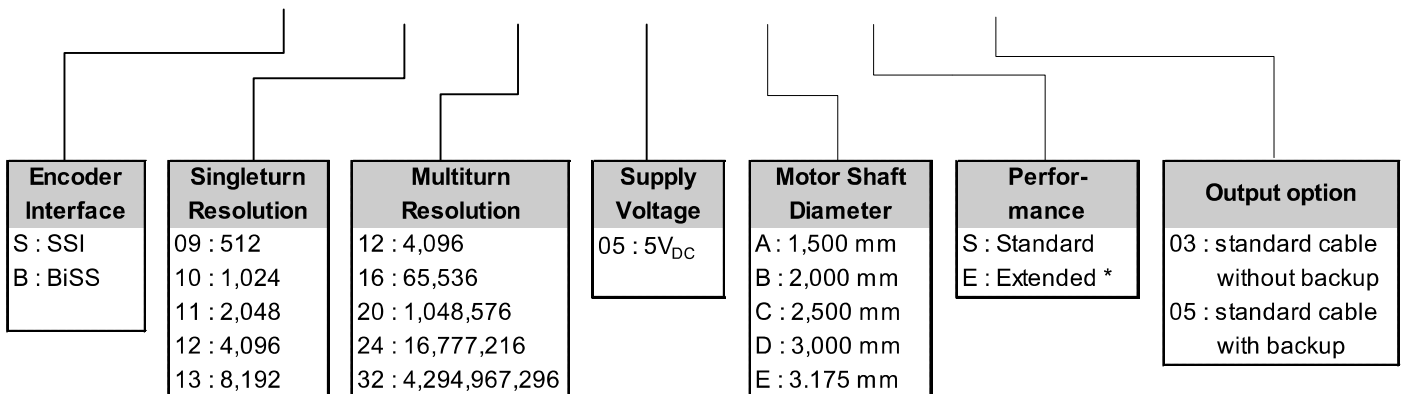 Encoder
Interface
S : SSI
B : BiSS
Singleturn
Resolution
09 : 512
10 : 1,024
11 : 2,048
12 : 4,096
13 : 8,192
Multiturn
Resolution
12 : 4,096
16 : 65,536
20 : 1,048,576
24 : 16,777,216
32 : 4,294,967,296
Supply
Voltage
05 : 5VDC
Motor Shaft
Diameter
A : 1,500 mm
B : 2,000 mm
C : 2,500 mm
D : 3,000 mm
E : 3.175 mm
Perfor-
mance
S : Standard
E : Extended *
Output option
03 : standard cable
without backup
05 : standard cable
with backup